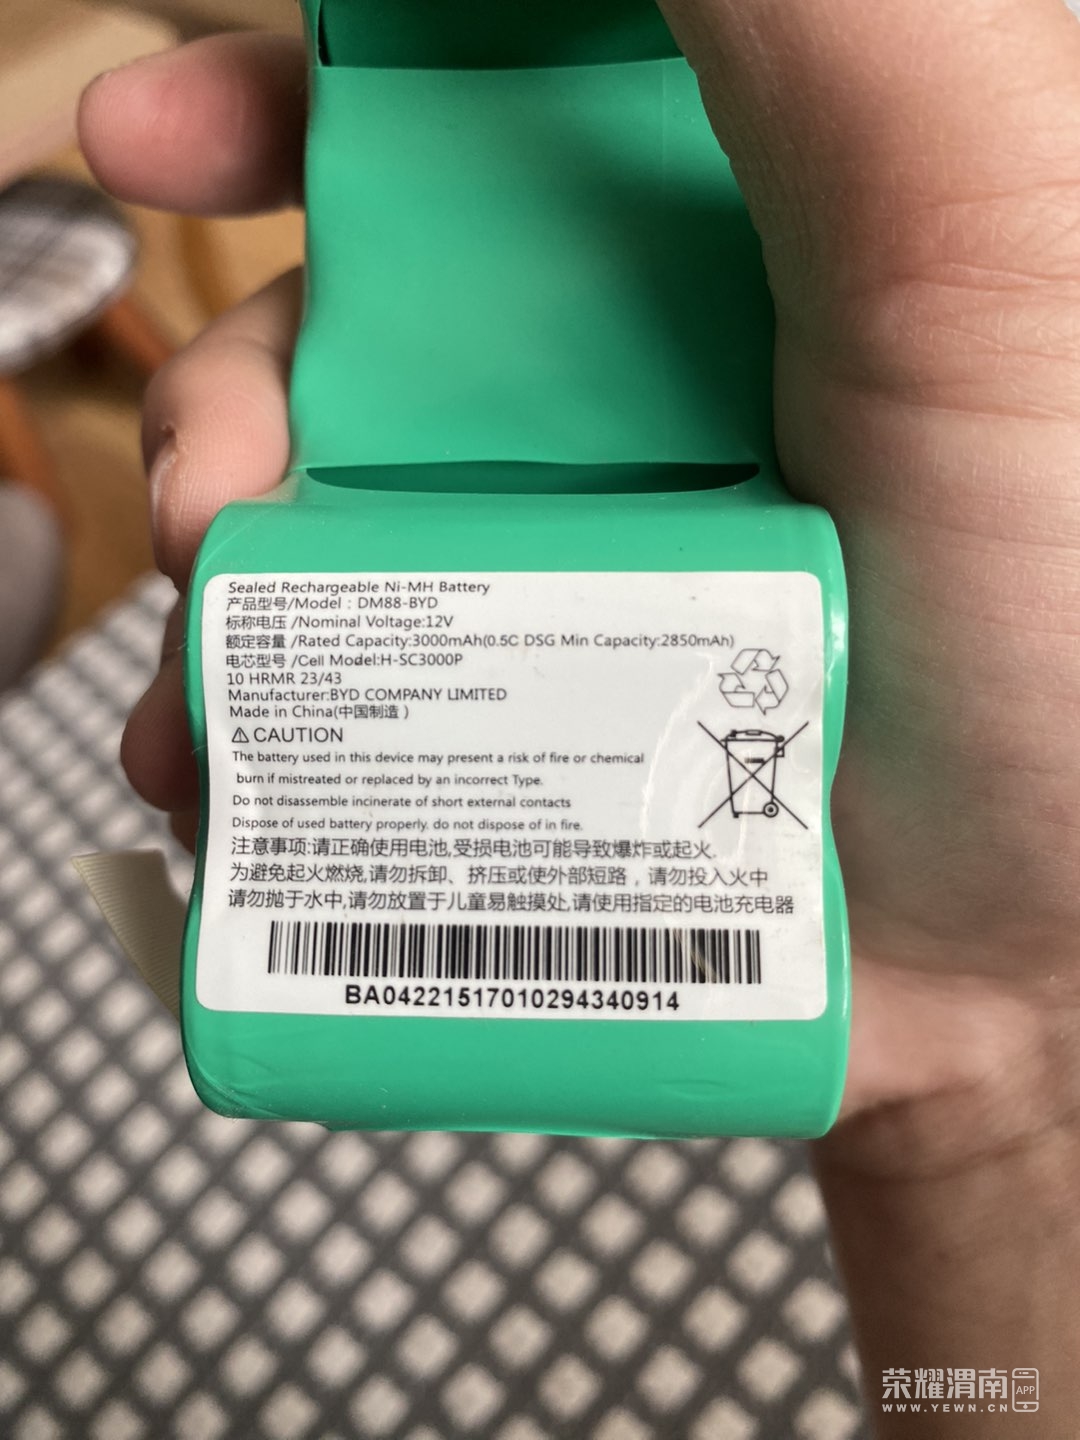 Sealed Rechargeable Ni-MH Battery
产品型号/Model : DM88-BYD
标称电压 /Nominal Voltage:12V
额定容量 /Rated Capacity:3000mAh(0.5C DSG Min Capacity:2850mAh)
电芯型号 /Cell Model:H-SC3000P
10 HRMR 23/43
Manufacturer:BYD COMPANY LIMITED
Made in China(中国制造 )
⚠ CAUTION
The battery used in this device may present a risk of fire or chemical
burn if mistreated or replaced by an incorrect Type.
Do not disassemble incinerate of short external contacts
Dispose of used battery properly. do not dispose of in fire.
注意事项:请正确使用电池,受损电池可能导致爆炸或起火.
为避免起火燃烧,请勿拆卸、挤压或使外部短路，请勿投入火中
请勿抛于水中,请勿放置于儿童易触摸处,请使用指定的电池充电器
BA04221517010294340914
荣耀渭南 APP
WWW.YEWN.CN